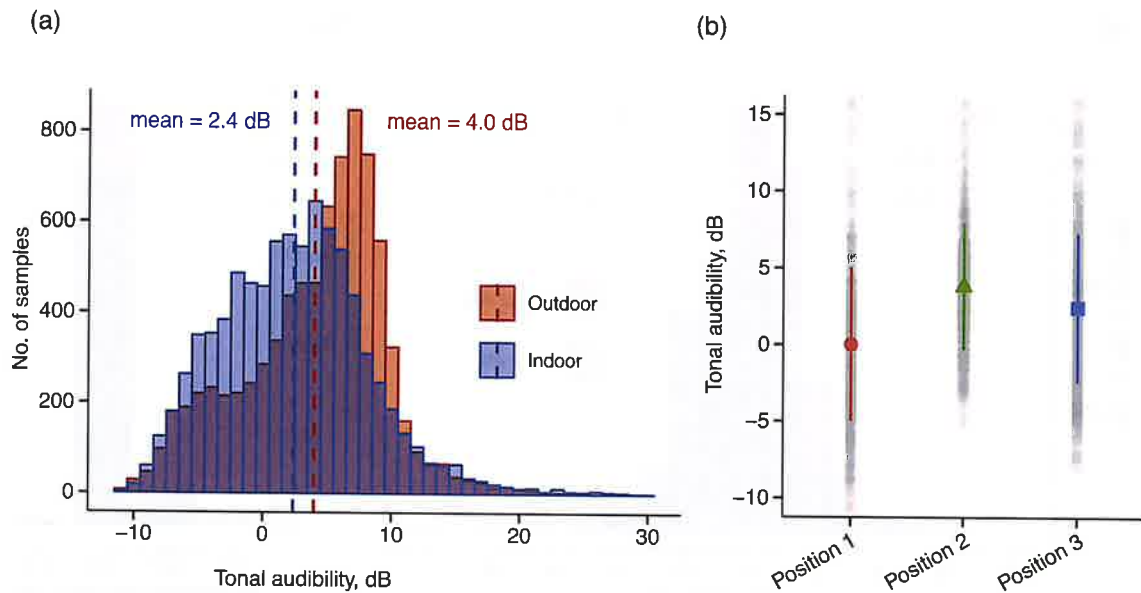 (a)
mean = 2.4 dB
mean = 4.0 dB
No. of samples
800
600
400
200
0
Outdoor
Indoor
−10
0
10
20
30
Tonal audibility, dB
(b)
Tonal audibility, dB
15
10
5
0
−5
−10
Position 1
Position 2
Position 3